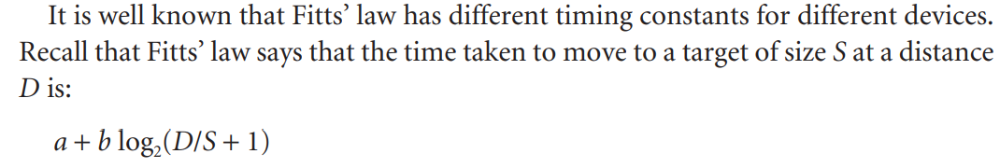 It is well known that Fitts’ law has different timing constants for different devices.
Recall that Fitts’ law says that the time taken to move to a target of size S at a distance
D is:
a + b log₂(D/S + 1)